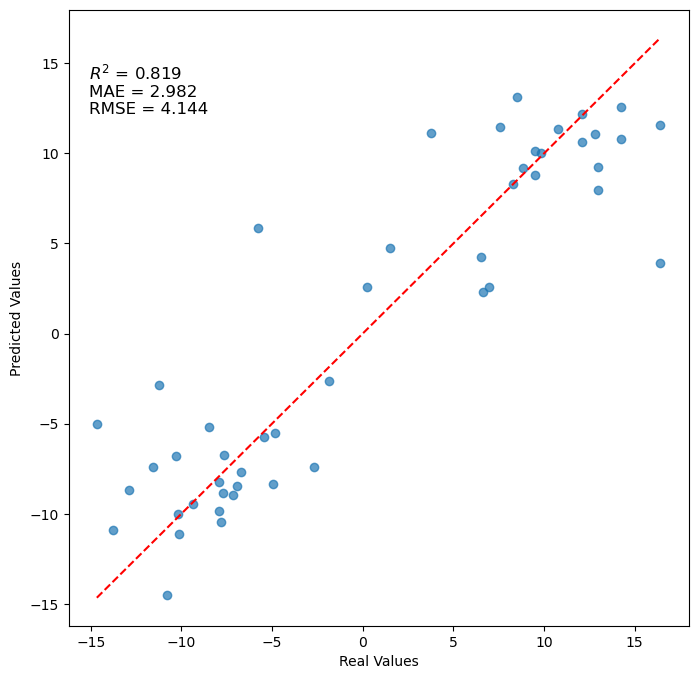 R² = 0.819
MAE = 2.982
RMSE = 4.144
15
10
5
0
−5
−10
−15
Predicted Values
−15 −10 −5 0 5 10 15
Real Values